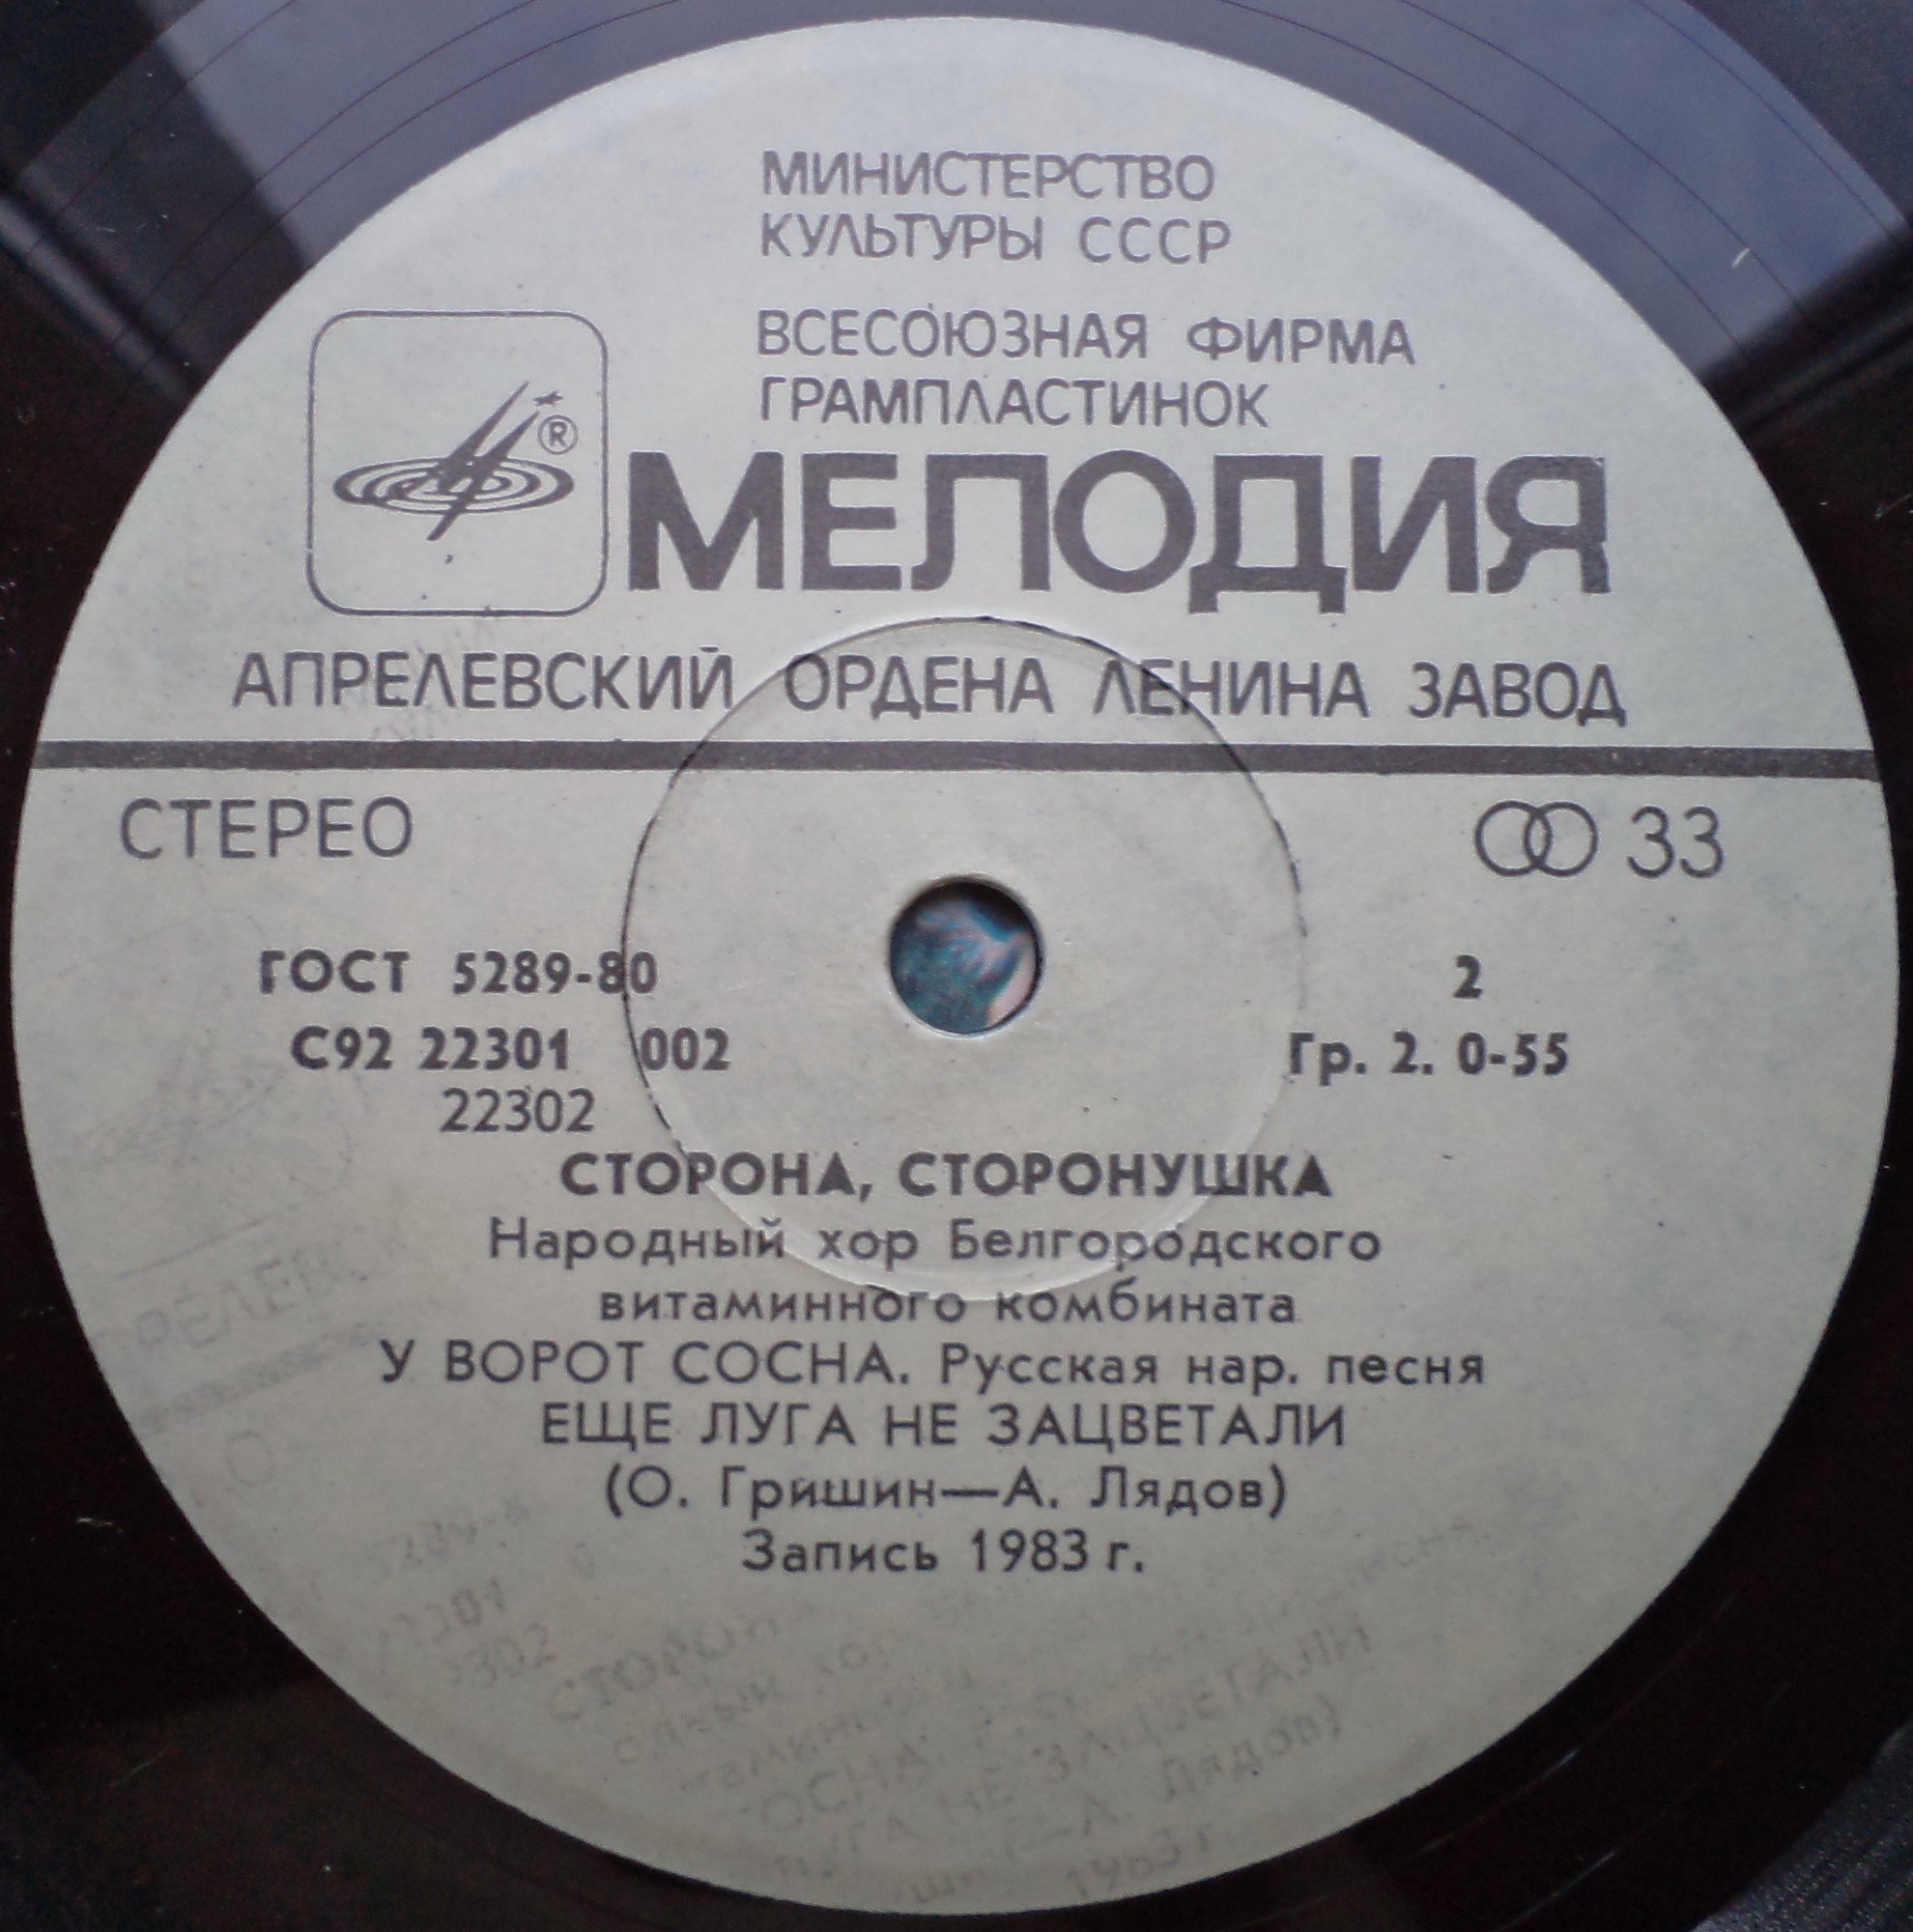 МИНИСТЕРСТВО
КУЛЬТУРЫ СССР
ВСЕСОЮЗНАЯ ФИРМА
ГРАМПЛАСТИНОК
®
МЕЛОДИЯ
АПРЕЛЕВСКИЙ ОРДЕНА ЛЕНИНА ЗАВОД
СТЕРЕО 33
ГОСТ 5289-80 2
С92 22301 002 Гр. 2. 0-55
22302
СТОРОНА, СТОРОНУШКА
Народный хор Белгородского
витаминного комбината
У ВОРОТ СОСНА. Русская нар. песня
ЕЩЕ ЛУГА НЕ ЗАЦВЕТАЛИ
(О. Гришин—А. Лядов)
Запись 1983 г.